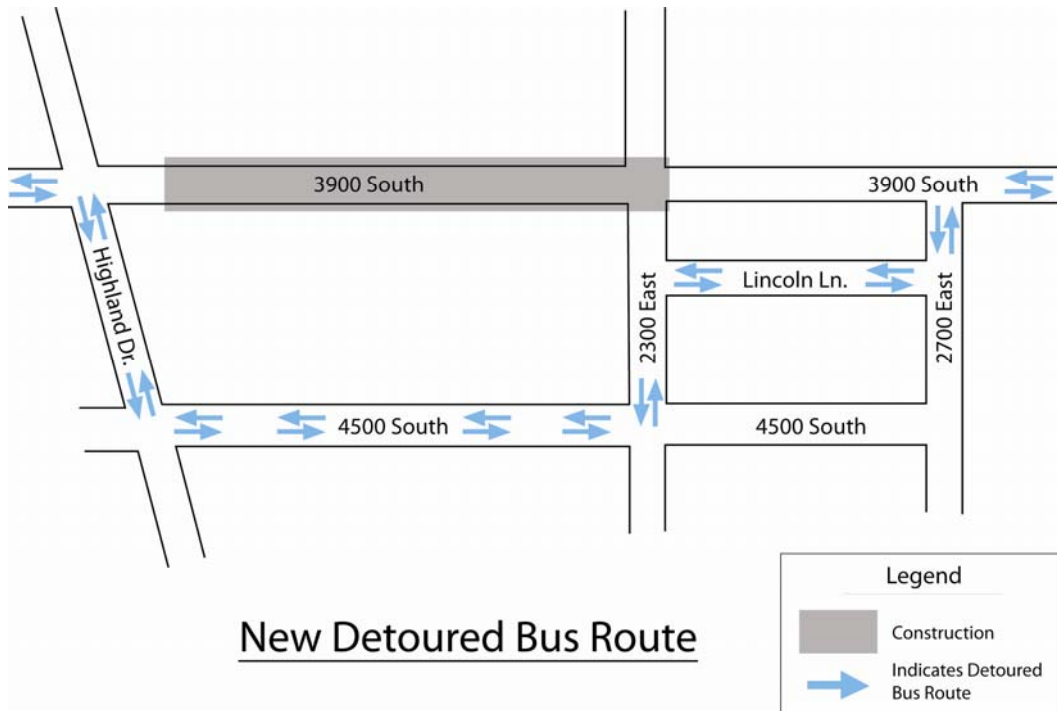 3900 South
3900 South
Highland Dr.
2300 East
Lincoln Ln.
2700 East
4500 South
4500 South
New Detoured Bus Route
Legend
Construction
Indicates Detoured
Bus Route